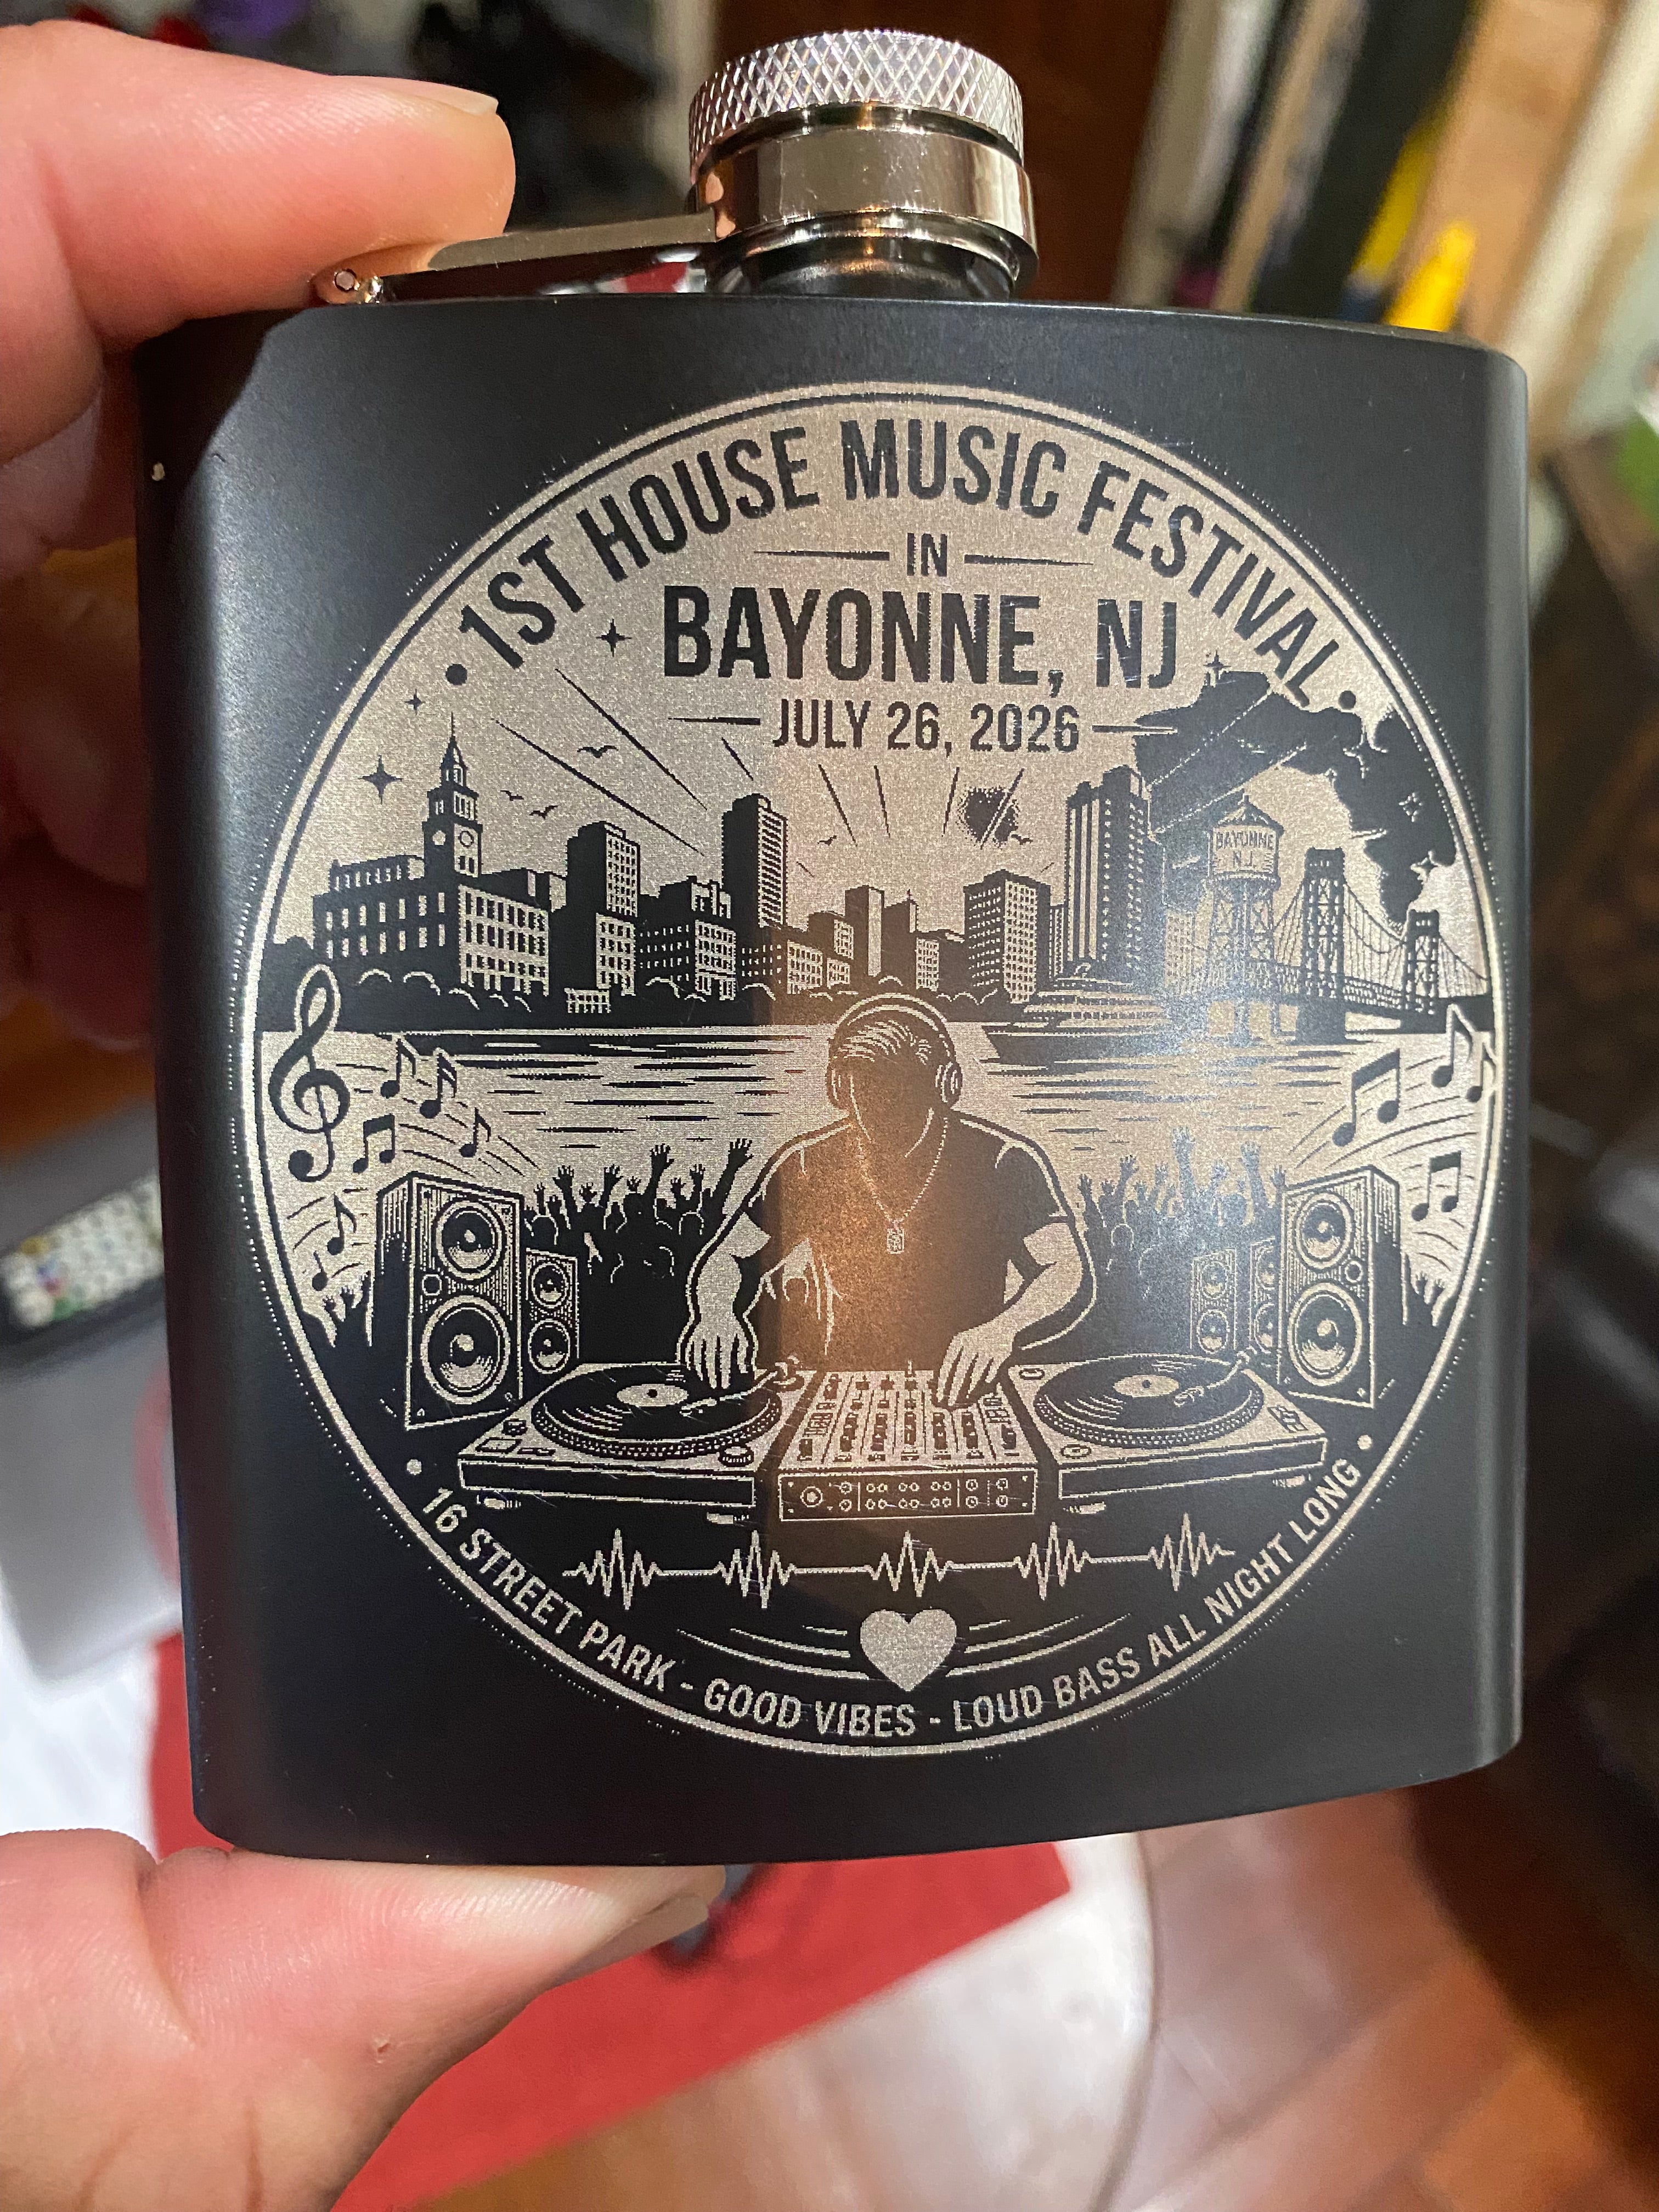 • 1ST HOUSE MUSIC FESTIVAL •
IN
BAYONNE, NJ
JULY 26, 2026
BAYONNE
N.J.
• 16 STREET PARK - GOOD VIBES - LOUD BASS ALL NIGHT LONG •